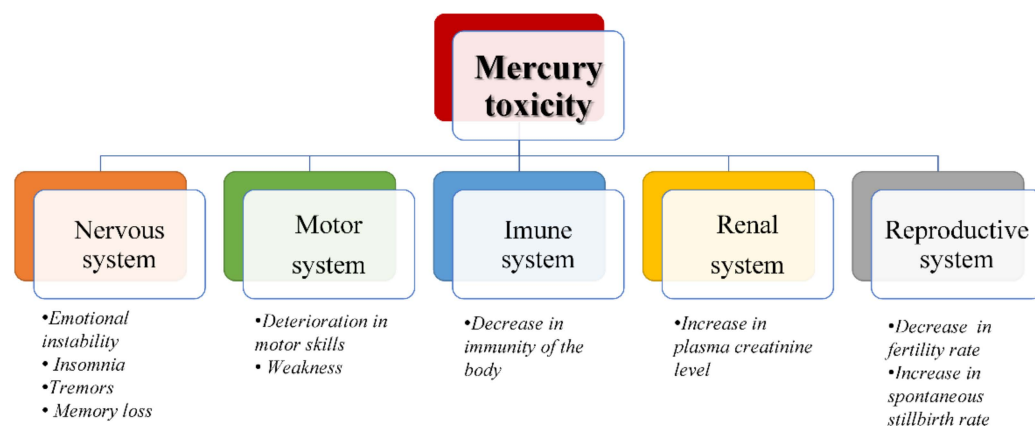 Mercury
toxicity
Nervous
system
Motor
system
Imune
system
Renal
system
Reproductive
system
•Emotional
instability
• Insomnia
•Tremors
• Memory loss
•Deterioration in
motor skills
• Weakness
•Decrease in
immunity of the
body
•Increase in
plasma creatinine
level
•Decrease in
fertility rate
•Increase in
spontaneous
stillbirth rate